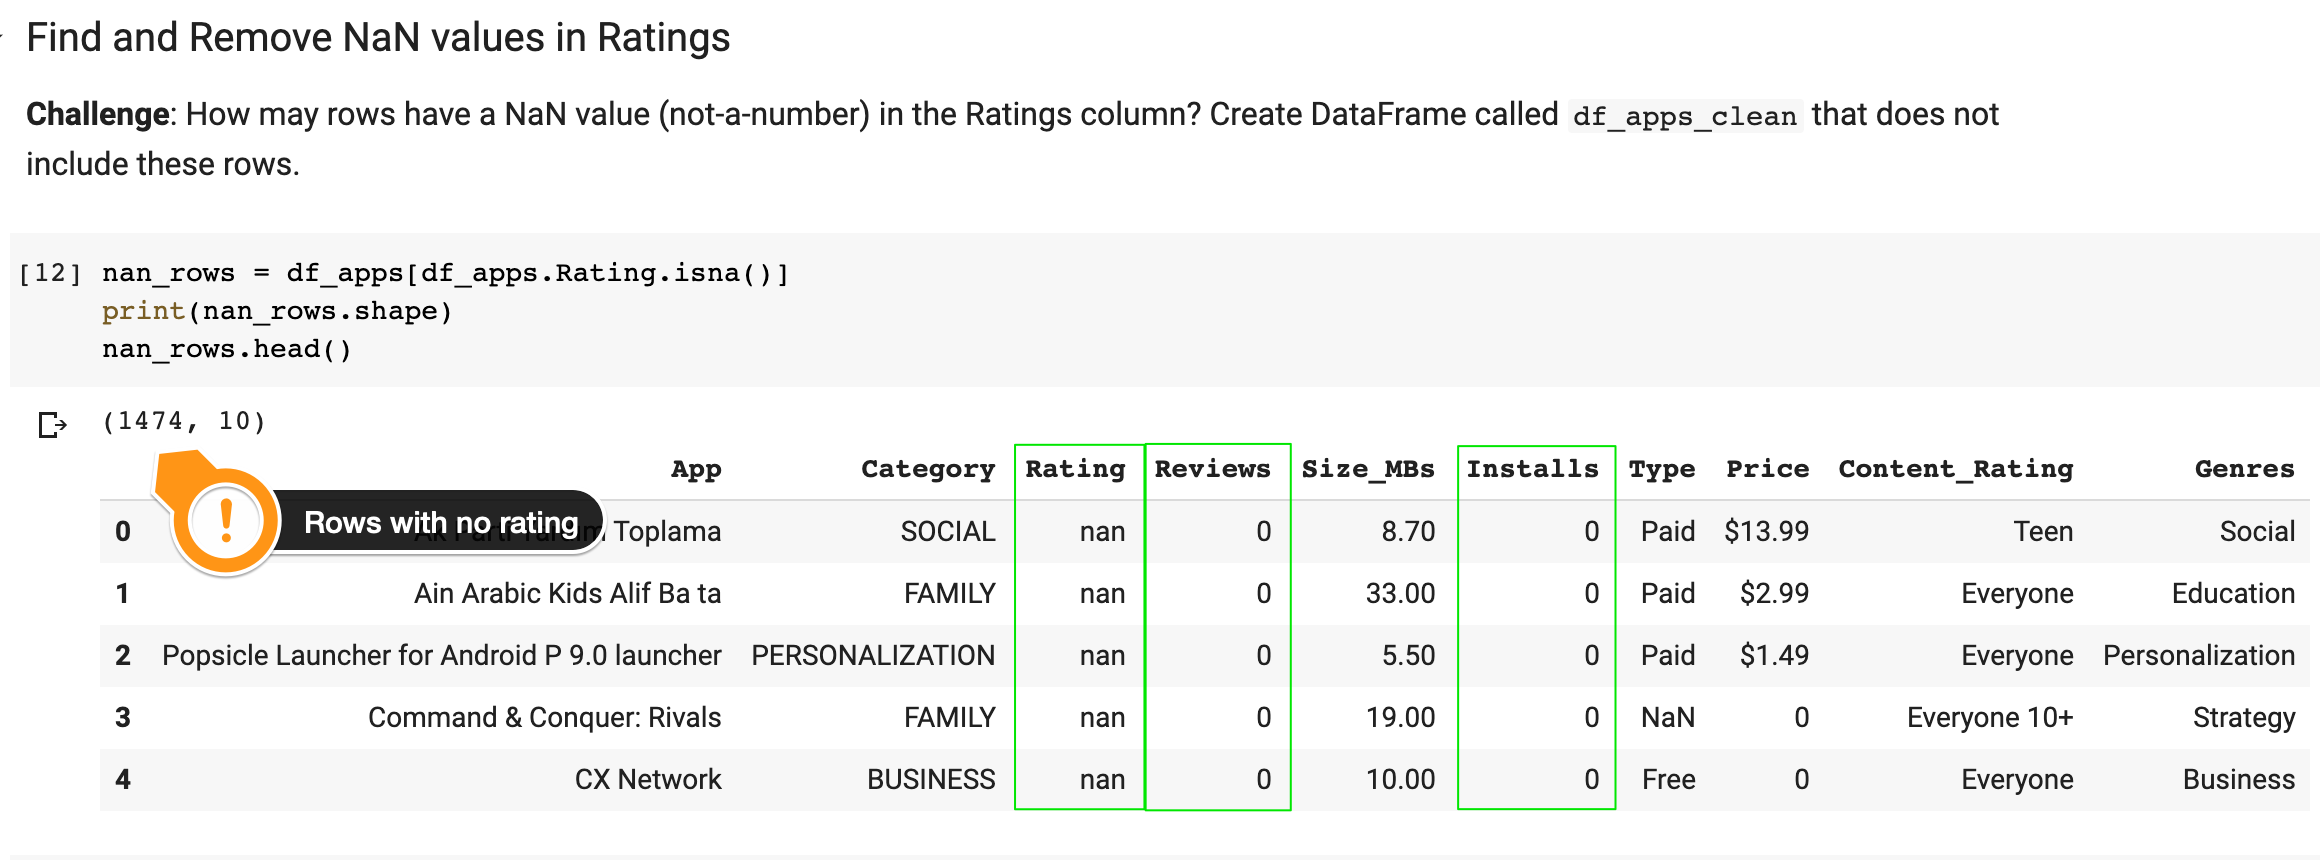 Find and Remove NaN values in Ratings
Challenge: How may rows have a NaN value (not-a-number) in the Ratings column? Create DataFrame called df_apps_clean that does not
include these rows.
[12] nan_rows = df_apps[df_apps.Rating.isna()]
print(nan_rows.shape)
nan_rows.head()
(1474, 10)
App Category Rating Reviews Size_MBs Installs Type Price Content_Rating Genres
Rows with no rating
0 Toplama SOCIAL nan 0 8.70 0 Paid $13.99 Teen Social
1 Ain Arabic Kids Alif Ba ta FAMILY nan 0 33.00 0 Paid $2.99 Everyone Education
2 Popsicle Launcher for Android P 9.0 launcher PERSONALIZATION nan 0 5.50 0 Paid $1.49 Everyone Personalization
3 Command & Conquer: Rivals FAMILY nan 0 19.00 0 NaN 0 Everyone 10+ Strategy
4 CX Network BUSINESS nan 0 10.00 0 Free 0 Everyone Business